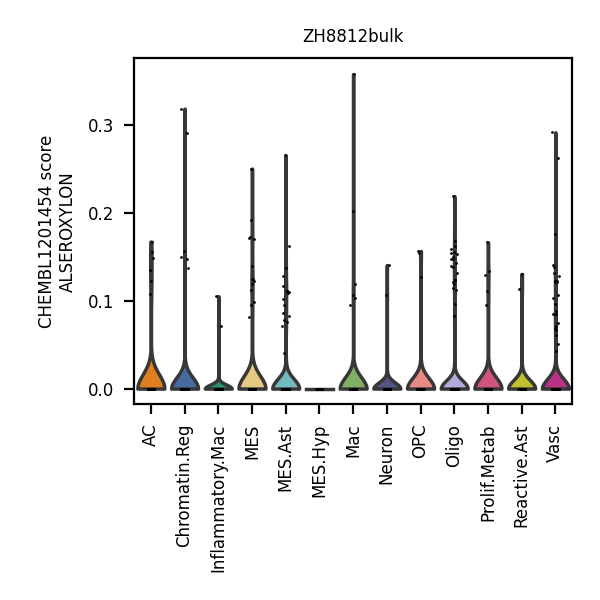 ZH8812bulk
CHEMBL1201454 score
ALSEROXYLON
0.3
0.2
0.1
0.0
AC
Chromatin.Reg
Inflammatory.Mac
MES
MES.Ast
MES.Hyp
Mac
Neuron
OPC
Oligo
Prolif.Metab
Reactive.Ast
Vasc